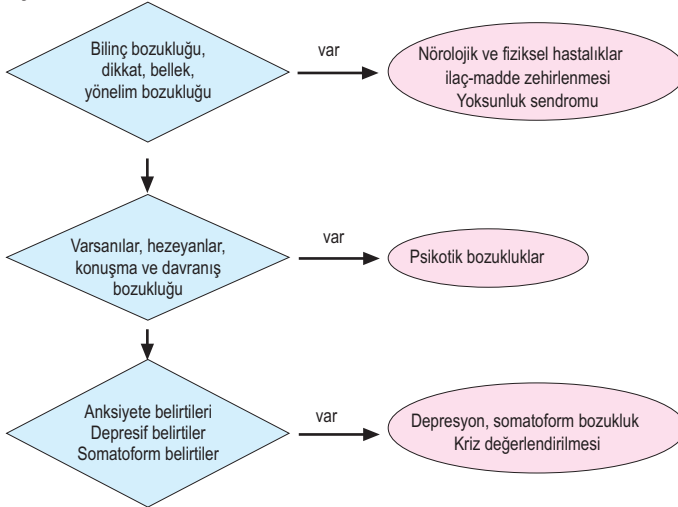 Bilinç bozukluğu,
dikkat, bellek,
yönelim bozukluğu
var
Nörolojik ve fiziksel hastalıklar
ilaç-madde zehirlenmesi
Yoksunluk sendromu
Varsanılar, hezeyanlar,
konuşma ve davranış
bozukluğu
var
Psikotik bozukluklar
Anksiyete belirtileri
Depresif belirtiler
Somatoform belirtiler
var
Depresyon, somatoform bozukluk
Kriz değerlendirilmesi